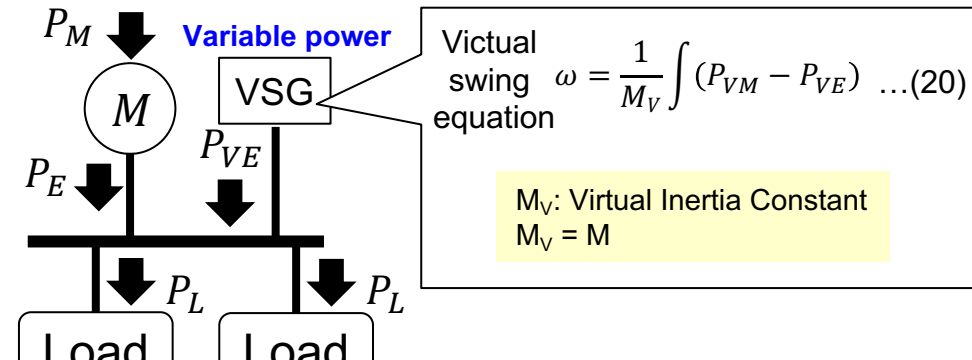 P_M
Variable power
M
VSG
P_E
P_VE
P_L
P_L
Load
Load
Victual
swing
equation
ω = 1/M_V ∫(P_VM − P_VE) …(20)
M_V: Virtual Inertia Constant
M_V = M